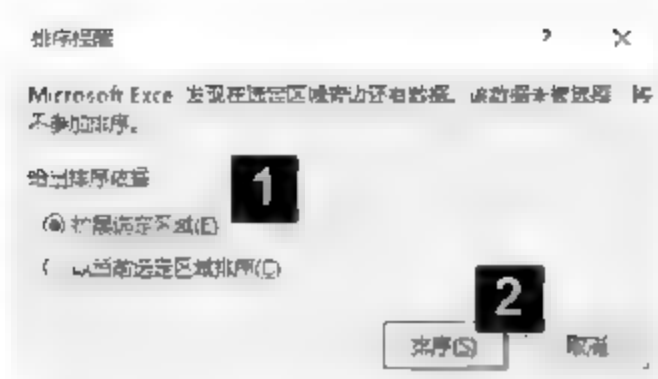 排序提醒 ? ×
Microsoft Excel 发现在选定区域旁边还有数据。该数据未被选择，将
不参加排序。
给出排序依据
1
扩展选定区域(E)
以当前选定区域排序(C)
2
排序(S) 取消